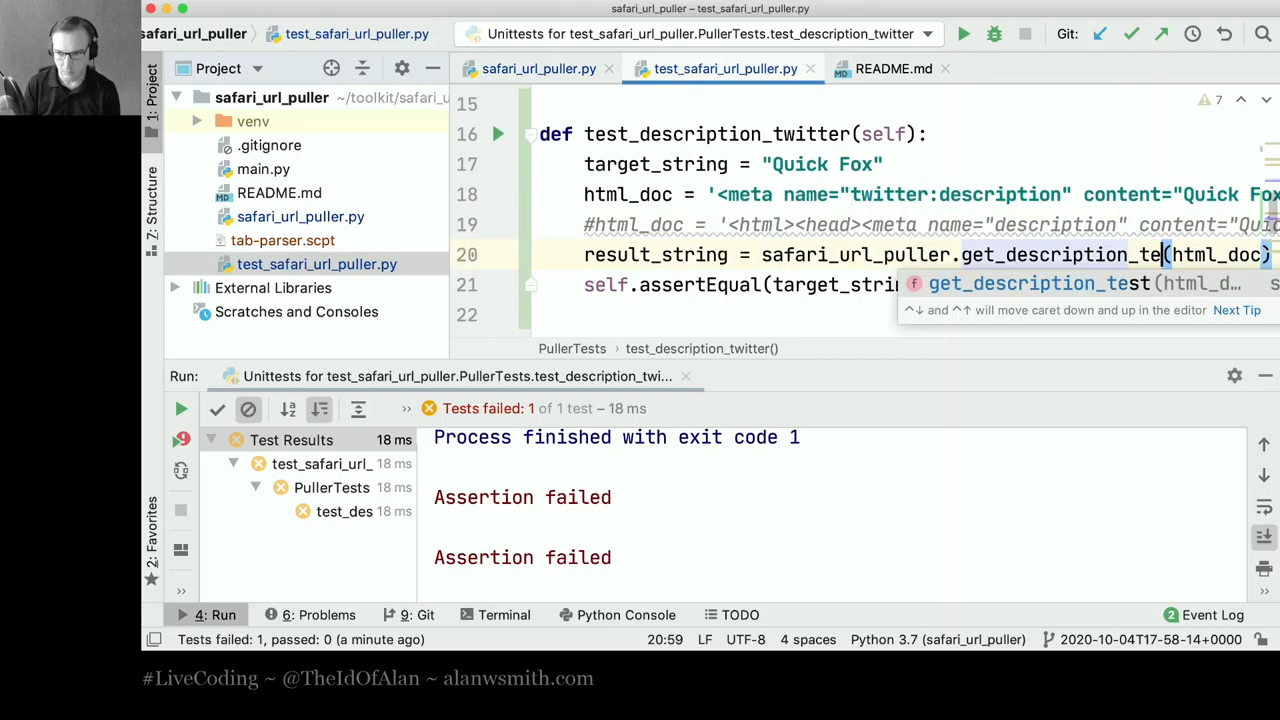 safari_url_puller – test_safari_url_puller.py
safari_url_puller test_safari_url_puller.py Unittests for test_safari_url_puller.PullerTests.test_description_twitter Git:
1: Project
Z: Structure
2: Favorites
Project
safari_url_puller ~/toolkit/safari_u
venv
.gitignore
main.py
README.md
safari_url_puller.py
tab-parser.scpt
test_safari_url_puller.py
External Libraries
Scratches and Consoles
safari_url_puller.py test_safari_url_puller.py README.md
7
15
16 def test_description_twitter(self):
17 target_string = "Quick Fox"
18 html_doc = '<meta name="twitter:description" content="Quick Fox
19 #html_doc = '<html><head><meta name="description" content="Quic
20 result_string = safari_url_puller.get_description_te(html_doc)
21 self.assertEqual(target_strin
22
f get_description_test(html_d… s
^↓ and ^↑ will move caret down and up in the editor Next Tip
PullerTests › test_description_twitter()
Run: Unittests for test_safari_url_puller.PullerTests.test_description_twi...
Tests failed: 1 of 1 test – 18 ms
Test Results 18 ms
test_safari_url_ 18 ms
PullerTests 18 ms
test_des 18 ms
Process finished with exit code 1
Assertion failed
Assertion failed
4: Run 6: Problems 9: Git Terminal Python Console TODO 2 Event Log
Tests failed: 1, passed: 0 (a minute ago) 20:59 LF UTF-8 4 spaces Python 3.7 (safari_url_puller) 2020-10-04T17-58-14+0000
#LiveCoding ~ @TheIdOfAlan ~ alanwsmith.com